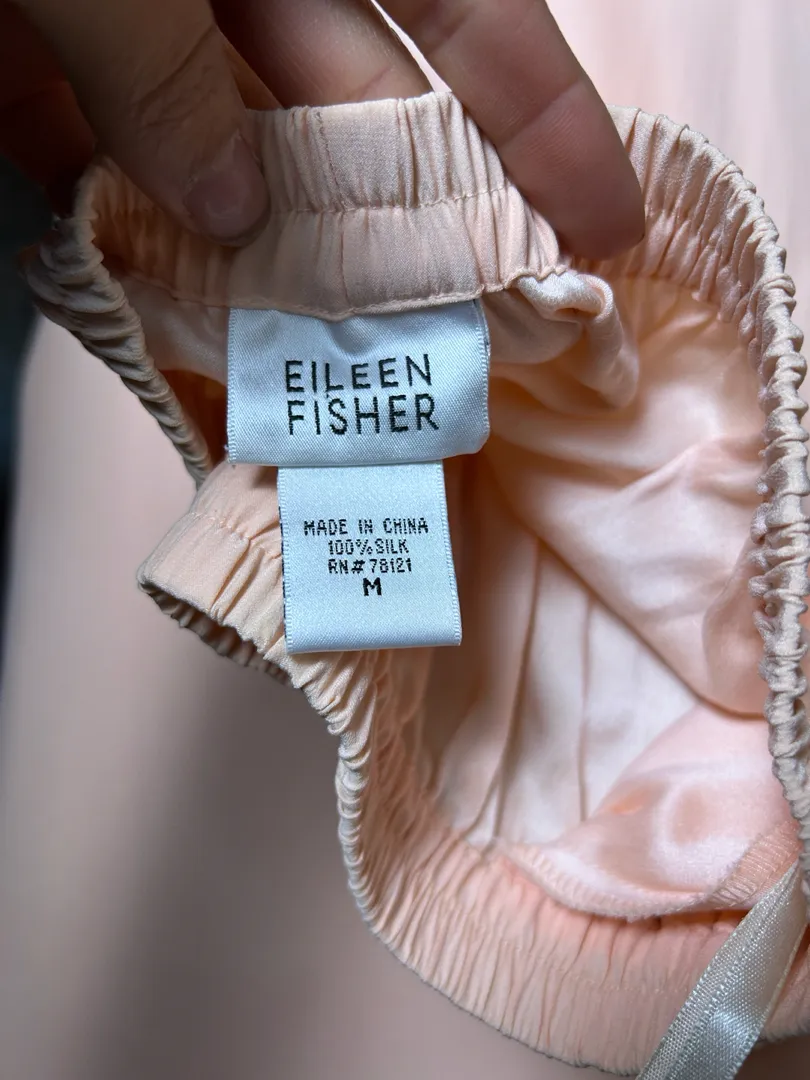 EILEEN
FISHER
MADE IN CHINA
100% SILK
RN# 78121
M